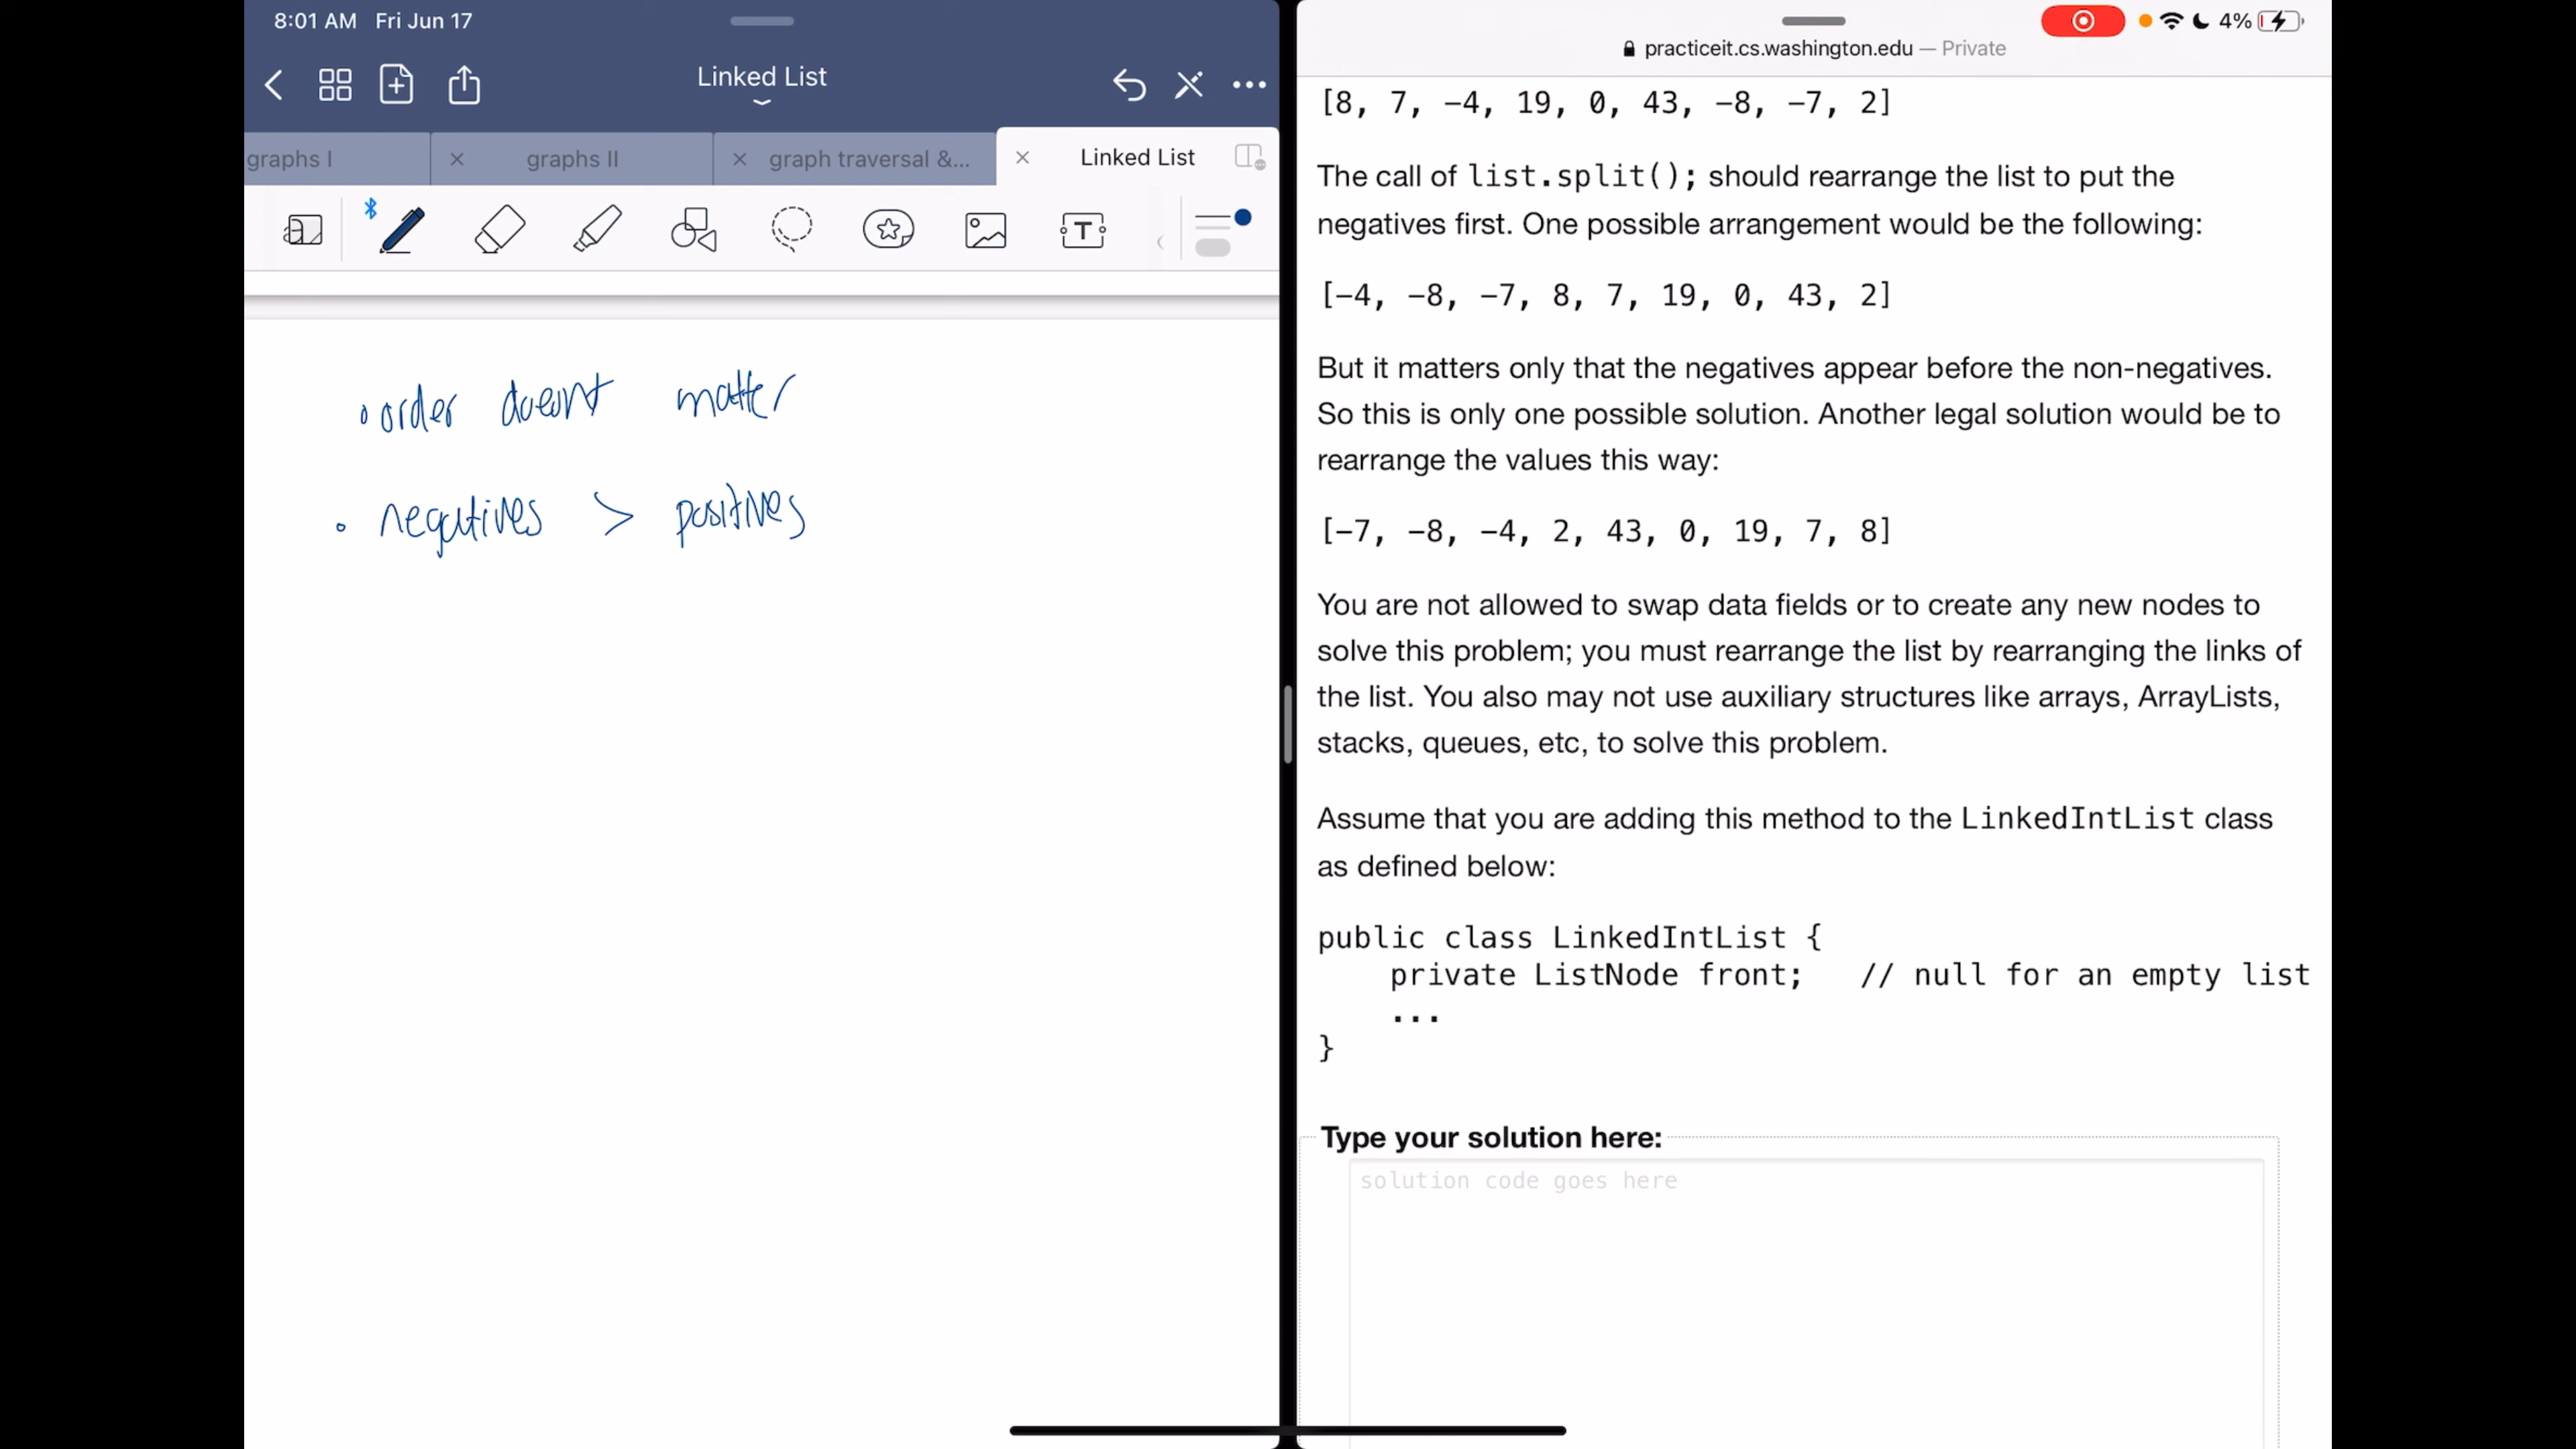 8:01 AM Fri Jun 17
Linked List
graphs I
graphs II
graph traversal &...
Linked List
order doesnt matter
negatives > positives
4%
practiceit.cs.washington.edu — Private
[8, 7, −4, 19, 0, 43, −8, −7, 2]
The call of list.split(); should rearrange the list to put the
negatives first. One possible arrangement would be the following:
[−4, −8, −7, 8, 7, 19, 0, 43, 2]
But it matters only that the negatives appear before the non-negatives.
So this is only one possible solution. Another legal solution would be to
rearrange the values this way:
[−7, −8, −4, 2, 43, 0, 19, 7, 8]
You are not allowed to swap data fields or to create any new nodes to
solve this problem; you must rearrange the list by rearranging the links of
the list. You also may not use auxiliary structures like arrays, ArrayLists,
stacks, queues, etc, to solve this problem.
Assume that you are adding this method to the LinkedIntList class
as defined below:
public class LinkedIntList {
private ListNode front; // null for an empty list
...
}
Type your solution here:
solution code goes here